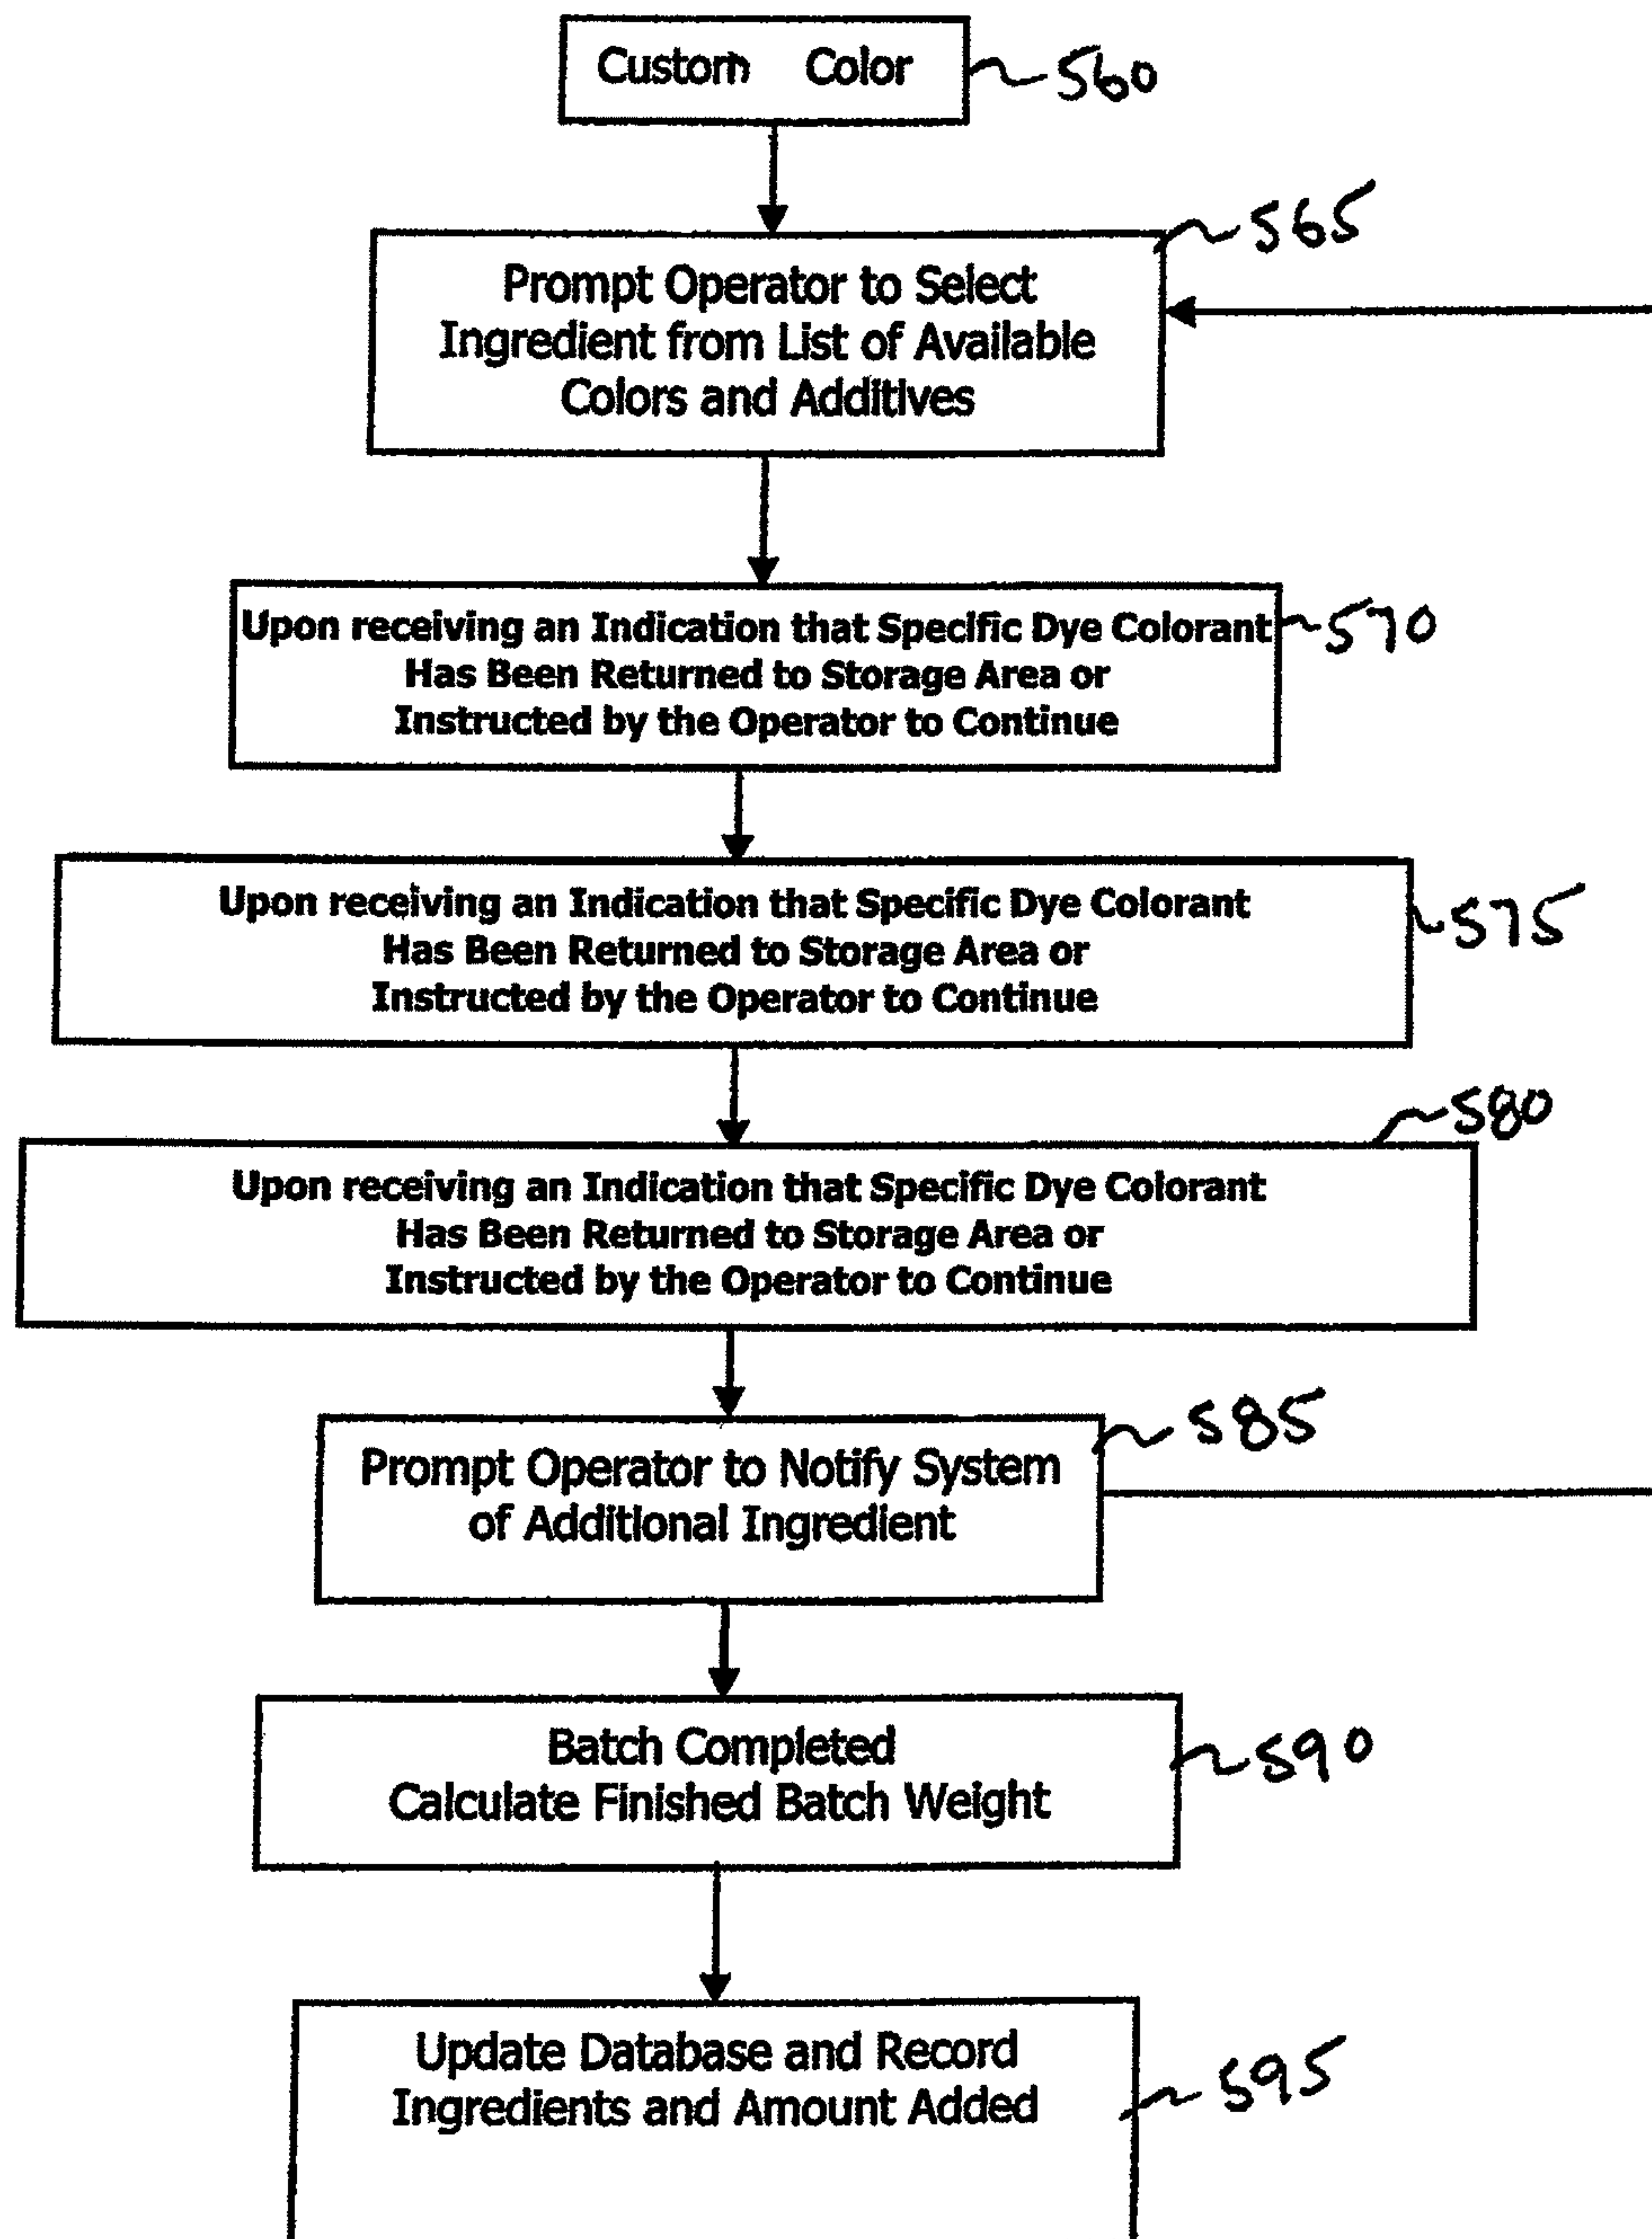 Custom Color
560
565
Prompt Operator to Select
Ingredient from List of Available
Colors and Additives
Upon receiving an Indication that Specific Dye Colorant
570
Has Been Returned to Storage Area or
Instructed by the Operator to Continue
Upon receiving an Indication that Specific Dye Colorant
575
Has Been Returned to Storage Area or
Instructed by the Operator to Continue
580
Upon receiving an Indication that Specific Dye Colorant
Has Been Returned to Storage Area or
Instructed by the Operator to Continue
585
Prompt Operator to Notify System
of Additional Ingredient
Batch Completed
590
Calculate Finished Batch Weight
Update Database and Record
595
Ingredients and Amount Added